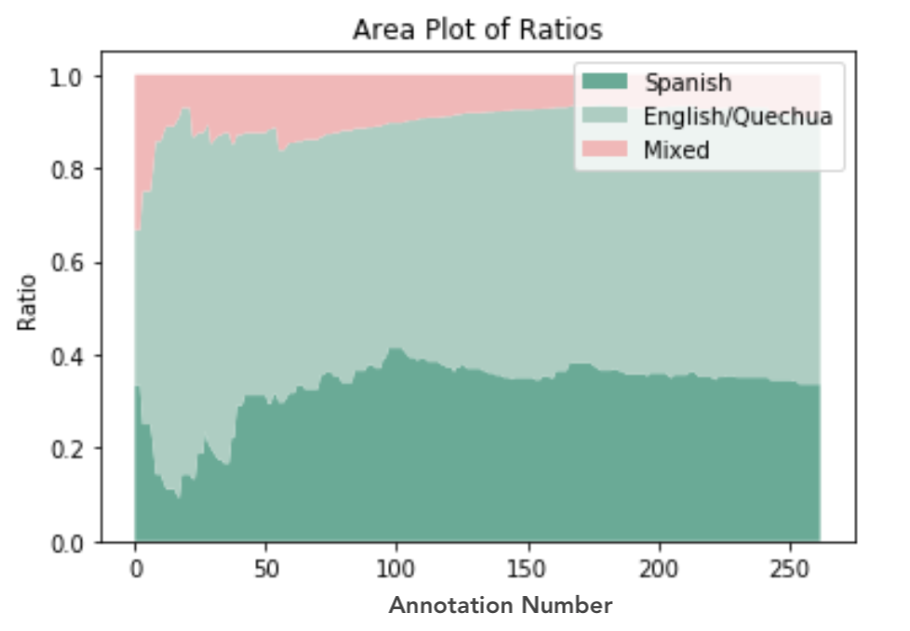 Area Plot of Ratios
1.0
0.8
0.6
0.4
0.2
0.0
Ratio
Spanish
English/Quechua
Mixed
0 50 100 150 200 250
Annotation Number